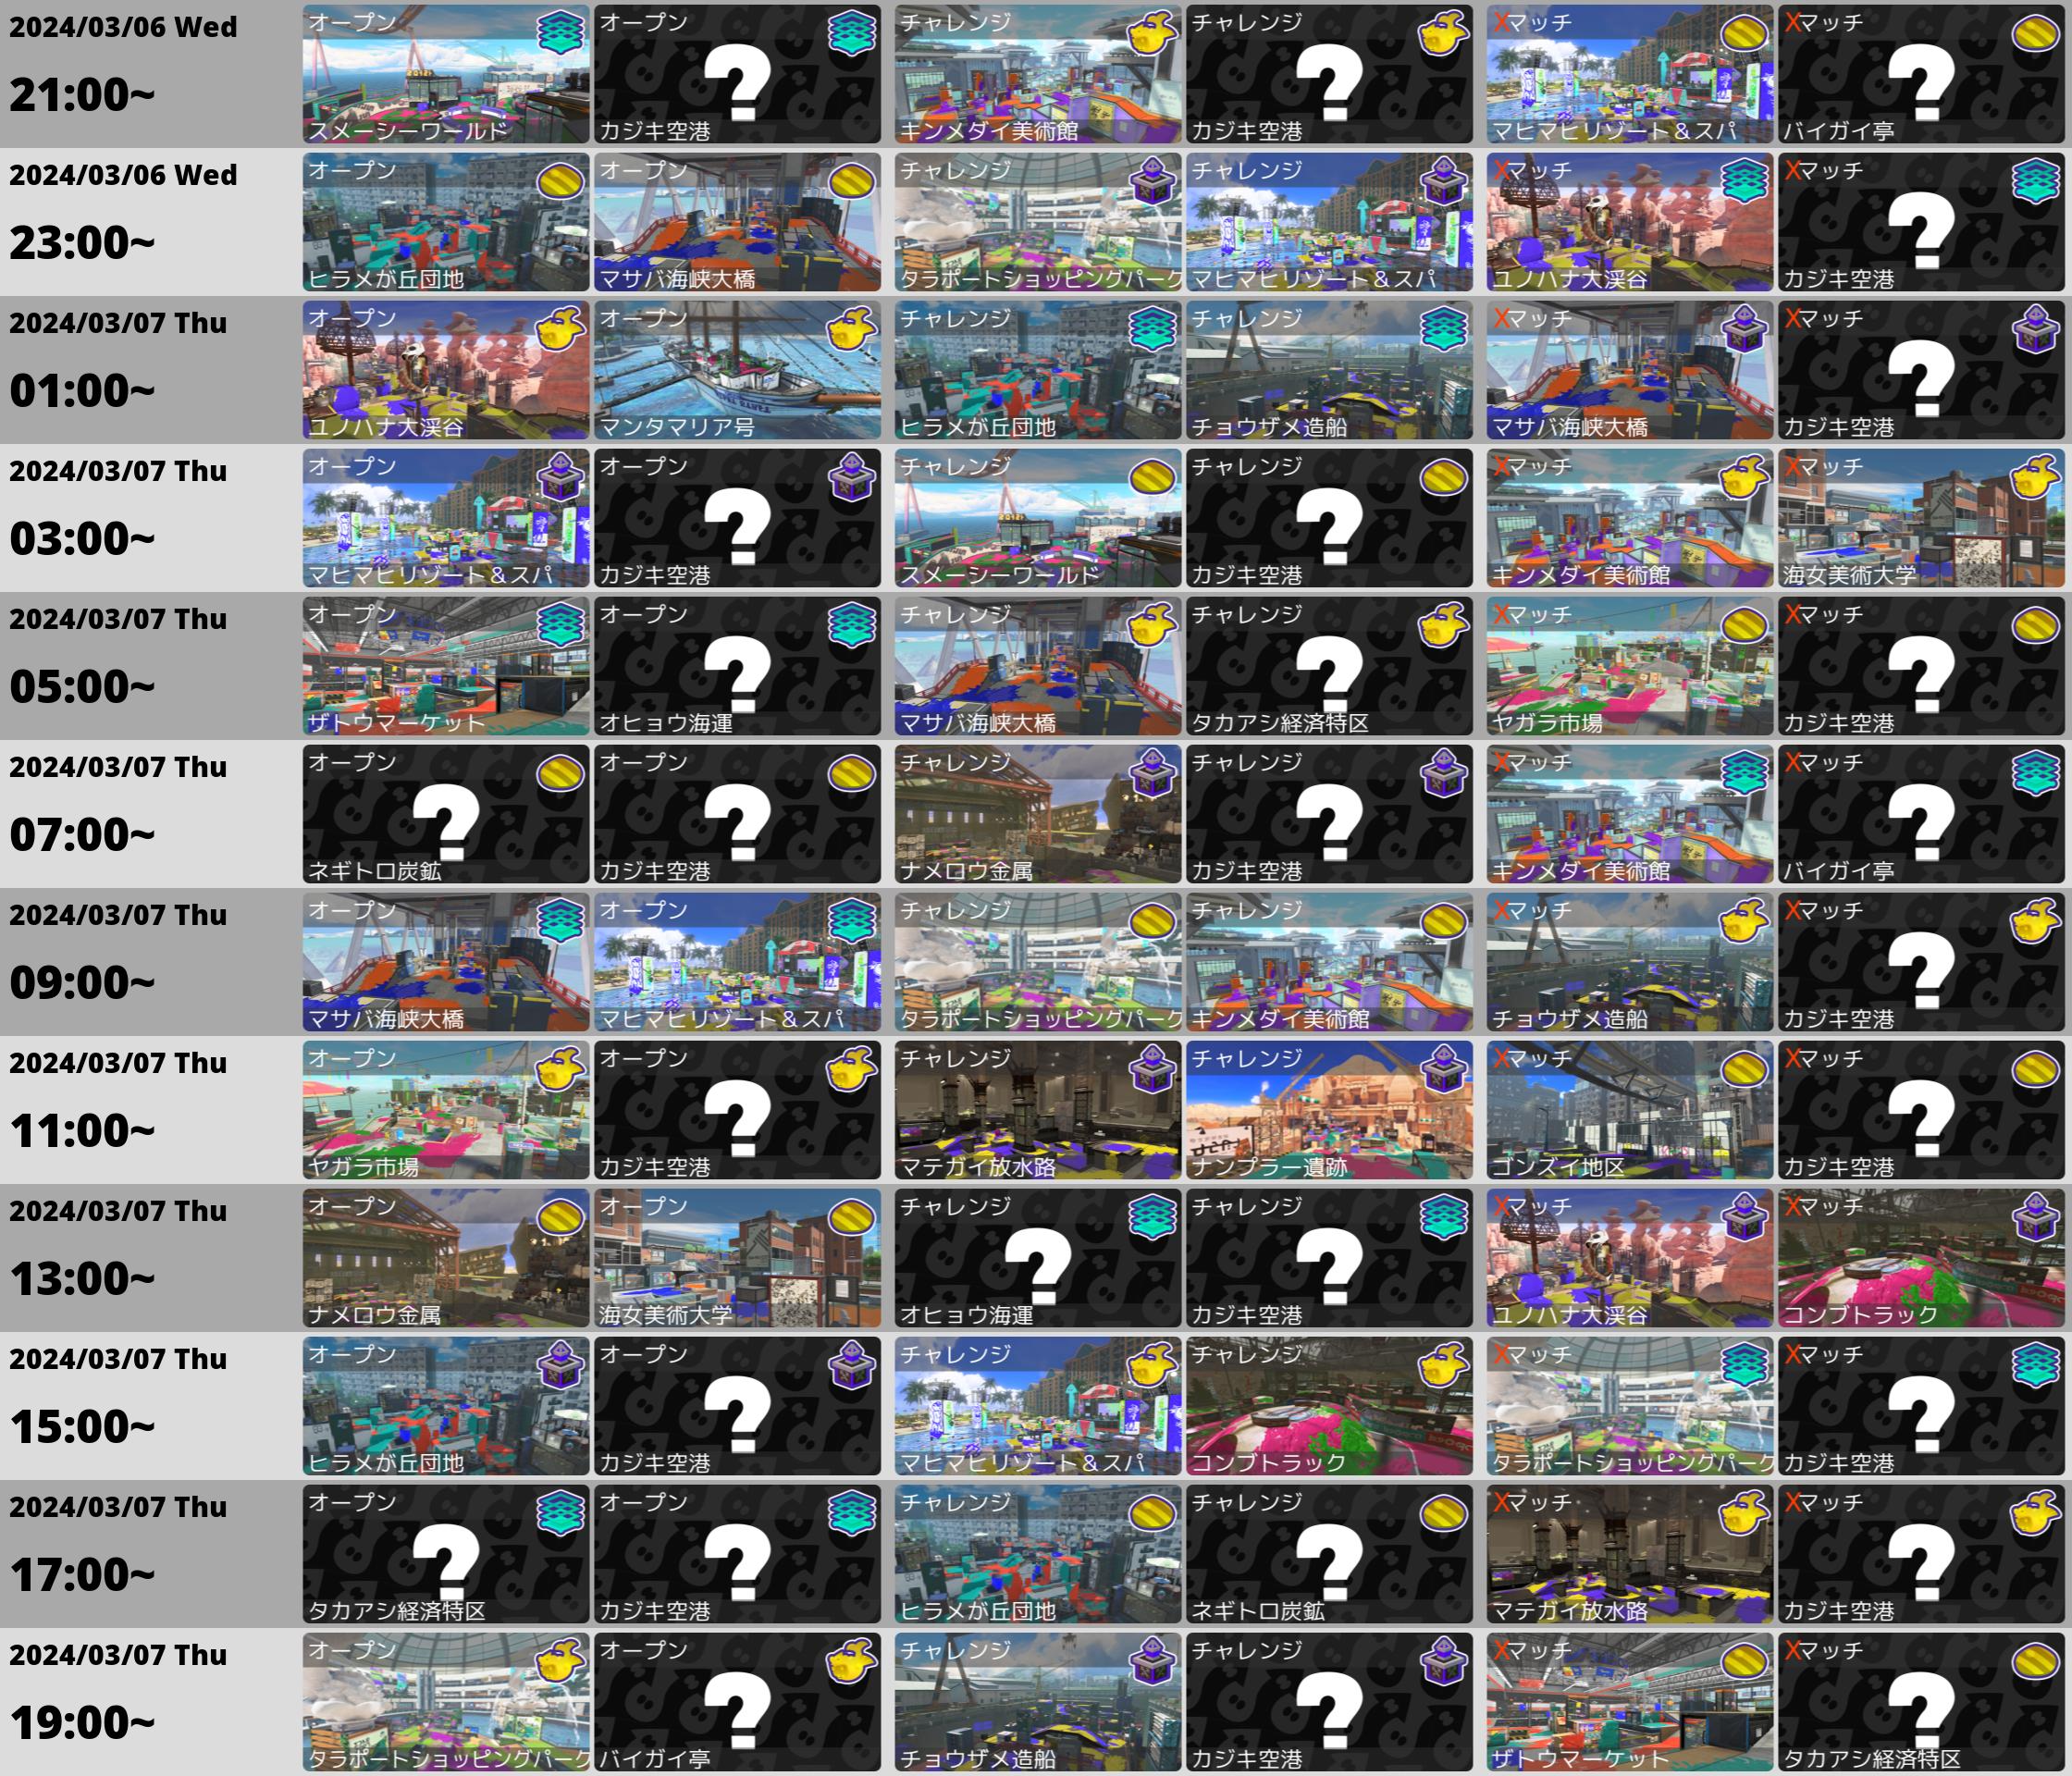 2024/03/06 Wed
21:00~
オープン
スメーシーワールド
オープン
カジキ空港
チャレンジ
キンメダイ美術館
チャレンジ
カジキ空港
Xマッチ
マヒマヒリゾート＆スパ
Xマッチ
バイガイ亭
2024/03/06 Wed
23:00~
オープン
ヒラメが丘団地
オープン
マサバ海峡大橋
チャレンジ
タラポートショッピングパーク
チャレンジ
マヒマヒリゾート＆スパ
Xマッチ
ユノハナ大渓谷
Xマッチ
カジキ空港
2024/03/07 Thu
01:00~
オープン
ユノハナ大渓谷
オープン
マンタマリア号
チャレンジ
ヒラメが丘団地
チャレンジ
チョウザメ造船
Xマッチ
マサバ海峡大橋
Xマッチ
カジキ空港
2024/03/07 Thu
03:00~
オープン
マヒマヒリゾート＆スパ
オープン
カジキ空港
チャレンジ
スメーシーワールド
チャレンジ
カジキ空港
Xマッチ
キンメダイ美術館
Xマッチ
海女美術大学
2024/03/07 Thu
05:00~
オープン
ザトウマーケット
オープン
オヒョウ海運
チャレンジ
マサバ海峡大橋
チャレンジ
タカアシ経済特区
Xマッチ
ヤガラ市場
Xマッチ
カジキ空港
2024/03/07 Thu
07:00~
オープン
ネギトロ炭鉱
オープン
カジキ空港
チャレンジ
ナメロウ金属
チャレンジ
カジキ空港
Xマッチ
キンメダイ美術館
Xマッチ
バイガイ亭
2024/03/07 Thu
09:00~
オープン
マサバ海峡大橋
オープン
マヒマヒリゾート＆スパ
チャレンジ
タラポートショッピングパーク
チャレンジ
キンメダイ美術館
Xマッチ
チョウザメ造船
Xマッチ
カジキ空港
2024/03/07 Thu
11:00~
オープン
ヤガラ市場
オープン
カジキ空港
チャレンジ
マテガイ放水路
チャレンジ
ナンプラー遺跡
Xマッチ
ゴンズイ地区
Xマッチ
カジキ空港
2024/03/07 Thu
13:00~
オープン
ナメロウ金属
オープン
海女美術大学
チャレンジ
オヒョウ海運
チャレンジ
カジキ空港
Xマッチ
ユノハナ大渓谷
Xマッチ
コンブトラック
2024/03/07 Thu
15:00~
オープン
ヒラメが丘団地
オープン
カジキ空港
チャレンジ
マヒマヒリゾート＆スパ
チャレンジ
コンブトラック
Xマッチ
タラポートショッピングパーク
Xマッチ
カジキ空港
2024/03/07 Thu
17:00~
オープン
タカアシ経済特区
オープン
カジキ空港
チャレンジ
ヒラメが丘団地
チャレンジ
ネギトロ炭鉱
Xマッチ
マテガイ放水路
Xマッチ
カジキ空港
2024/03/07 Thu
19:00~
オープン
タラポートショッピングパーク
オープン
バイガイ亭
チャレンジ
チョウザメ造船
チャレンジ
カジキ空港
Xマッチ
ザトウマーケット
Xマッチ
タカアシ経済特区